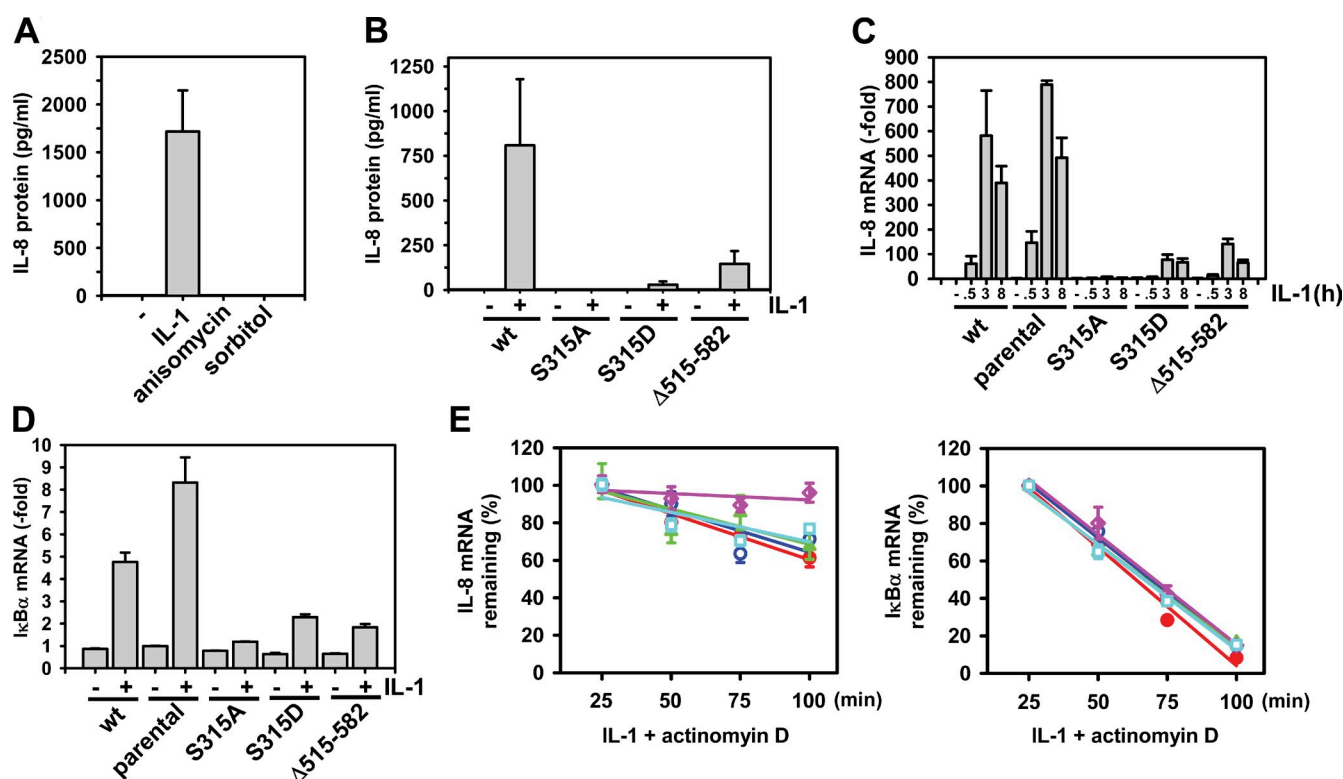 A
IL-8 protein (pg/ml)
2500
2000
1750
1500
1250
500
250
0
-
IL-1
anisomycin
sorbitol
B
IL-8 protein (pg/ml)
1250
1000
750
500
250
0
- + - + - + - + IL-1
wt
S315A
S315D
Δ515-582
C
IL-8 mRNA (-fold)
900
800
700
600
500
400
300
200
100
0
- .5 3 8 - .5 3 8 - .5 3 8 - .5 3 8 - .5 3 8 IL-1(h)
wt
parental
S315A
S315D
Δ515-582
D
IκBα mRNA (-fold)
10
9
8
7
6
5
4
3
2
1
0
- + - + - + - + - + IL-1
wt
parental
S315A
S315D
Δ515-582
E
IL-8 mRNA
remaining (%)
120
100
80
60
40
20
0
25 50 75 100 (min)
IL-1 + actinomyin D
IκBα mRNA
remaining (%)
120
100
80
60
40
20
0
25 50 75 100 (min)
IL-1 + actinomyin D